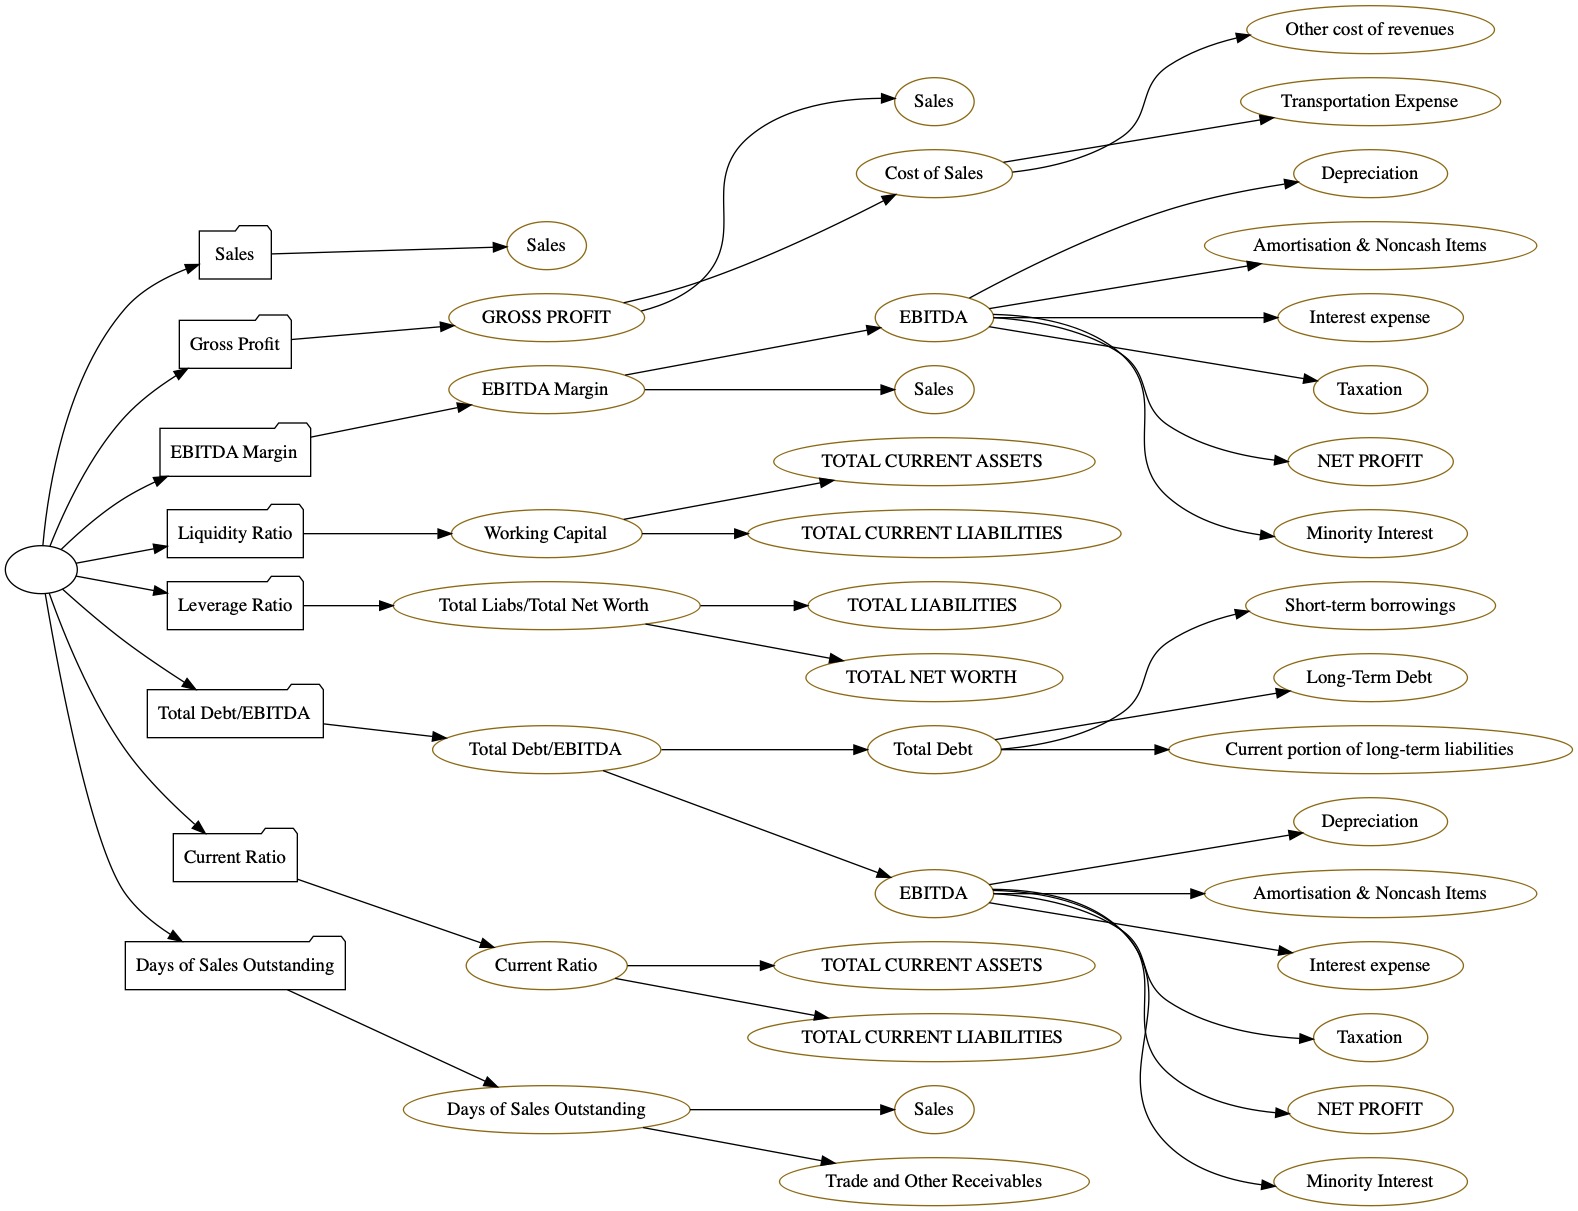 Other cost of revenues
Sales
Transportation Expense
Cost of Sales
Depreciation
Sales
Sales
Amortisation & Noncash Items
Gross Profit
GROSS PROFIT
EBITDA
Interest expense
EBITDA Margin
EBITDA Margin
Sales
Taxation
TOTAL CURRENT ASSETS
NET PROFIT
Liquidity Ratio
Working Capital
TOTAL CURRENT LIABILITIES
Minority Interest
Leverage Ratio
Total Liabs/Total Net Worth
TOTAL LIABILITIES
Short-term borrowings
TOTAL NET WORTH
Long-Term Debt
Total Debt/EBITDA
Total Debt/EBITDA
Total Debt
Current portion of long-term liabilities
Depreciation
Current Ratio
EBITDA
Amortisation & Noncash Items
Days of Sales Outstanding
Current Ratio
TOTAL CURRENT ASSETS
Interest expense
TOTAL CURRENT LIABILITIES
Taxation
Days of Sales Outstanding
Sales
NET PROFIT
Trade and Other Receivables
Minority Interest